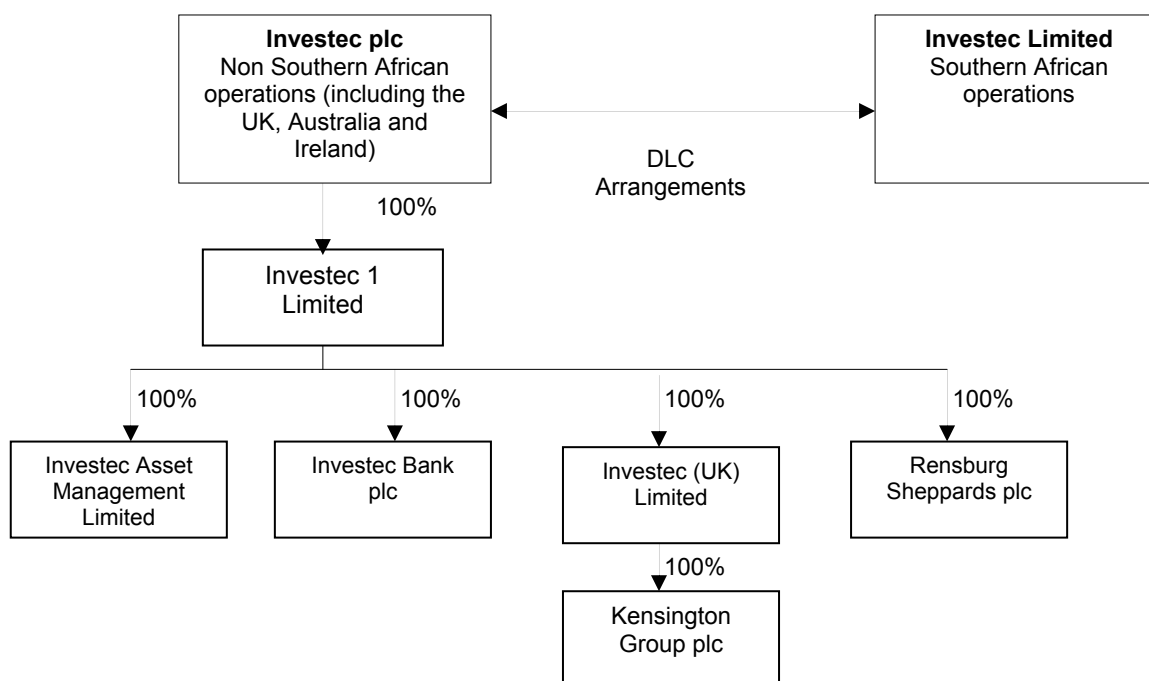 Investec plc
Non Southern African
operations (including the
UK, Australia and
Ireland)
Investec Limited
Southern African
operations
DLC
Arrangements
100%
Investec 1
Limited
100%
100%
100%
100%
Investec Asset
Management
Limited
Investec Bank
plc
Investec (UK)
Limited
Rensburg
Sheppards plc
100%
Kensington
Group plc